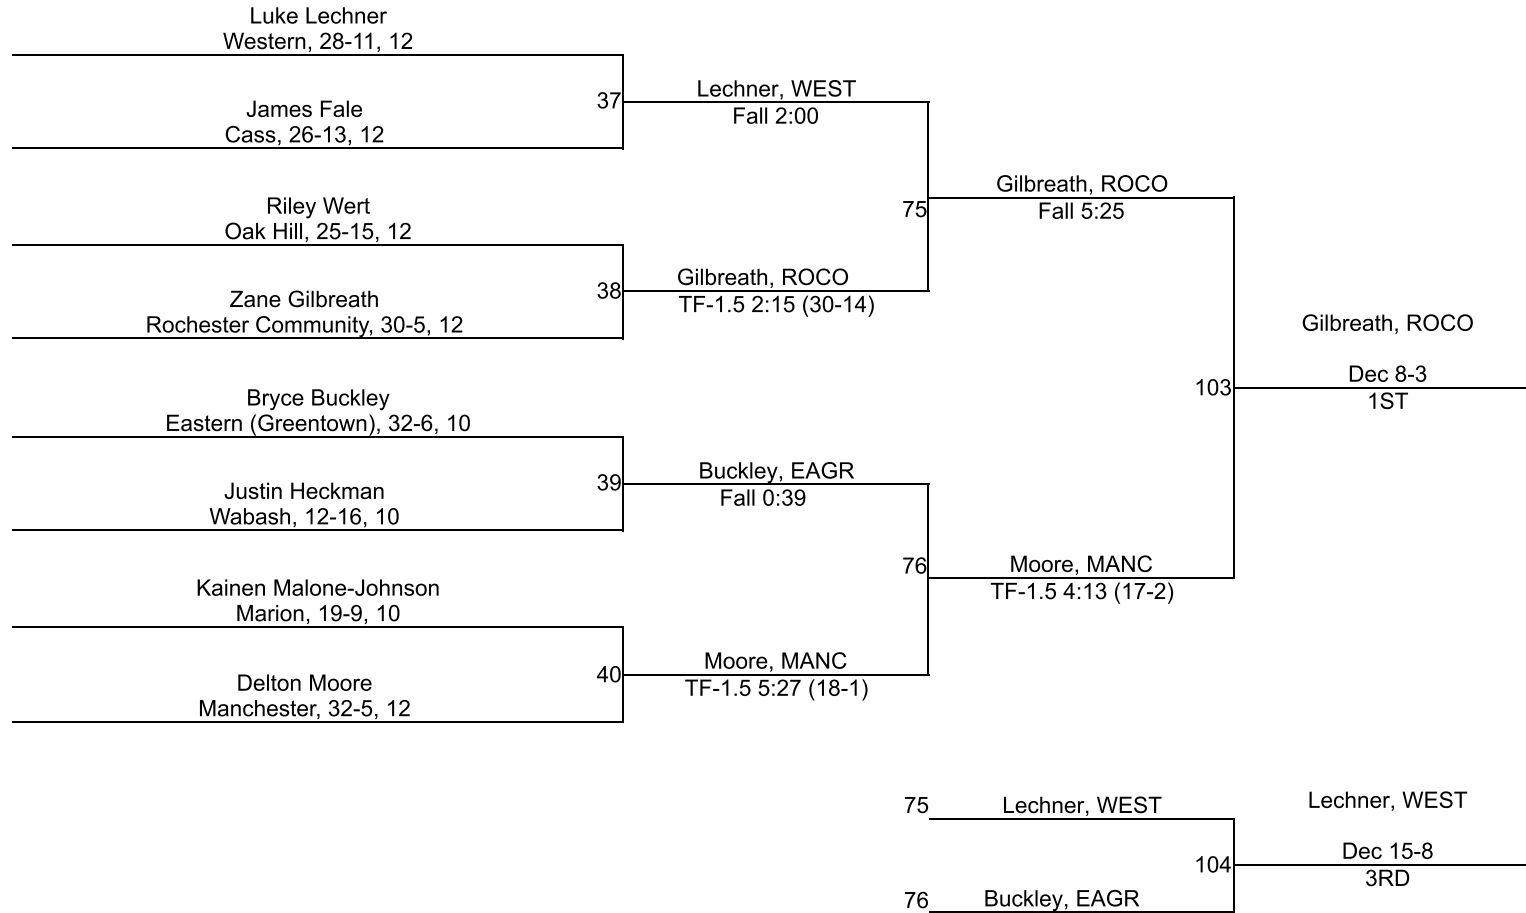 Luke Lechner
Western, 28-11, 12
James Fale
Cass, 26-13, 12
37
Lechner, WEST
Fall 2:00
Riley Wert
Oak Hill, 25-15, 12
Zane Gilbreath
Rochester Community, 30-5, 12
38
Gilbreath, ROCO
TF-1.5 2:15 (30-14)
75
Gilbreath, ROCO
Fall 5:25
Bryce Buckley
Eastern (Greentown), 32-6, 10
Justin Heckman
Wabash, 12-16, 10
39
Buckley, EAGR
Fall 0:39
Kainen Malone-Johnson
Marion, 19-9, 10
Delton Moore
Manchester, 32-5, 12
40
Moore, MANC
TF-1.5 5:27 (18-1)
76
Moore, MANC
TF-1.5 4:13 (17-2)
103
Gilbreath, ROCO
Dec 8-3
1ST
75
Lechner, WEST
76
Buckley, EAGR
104
Lechner, WEST
Dec 15-8
3RD